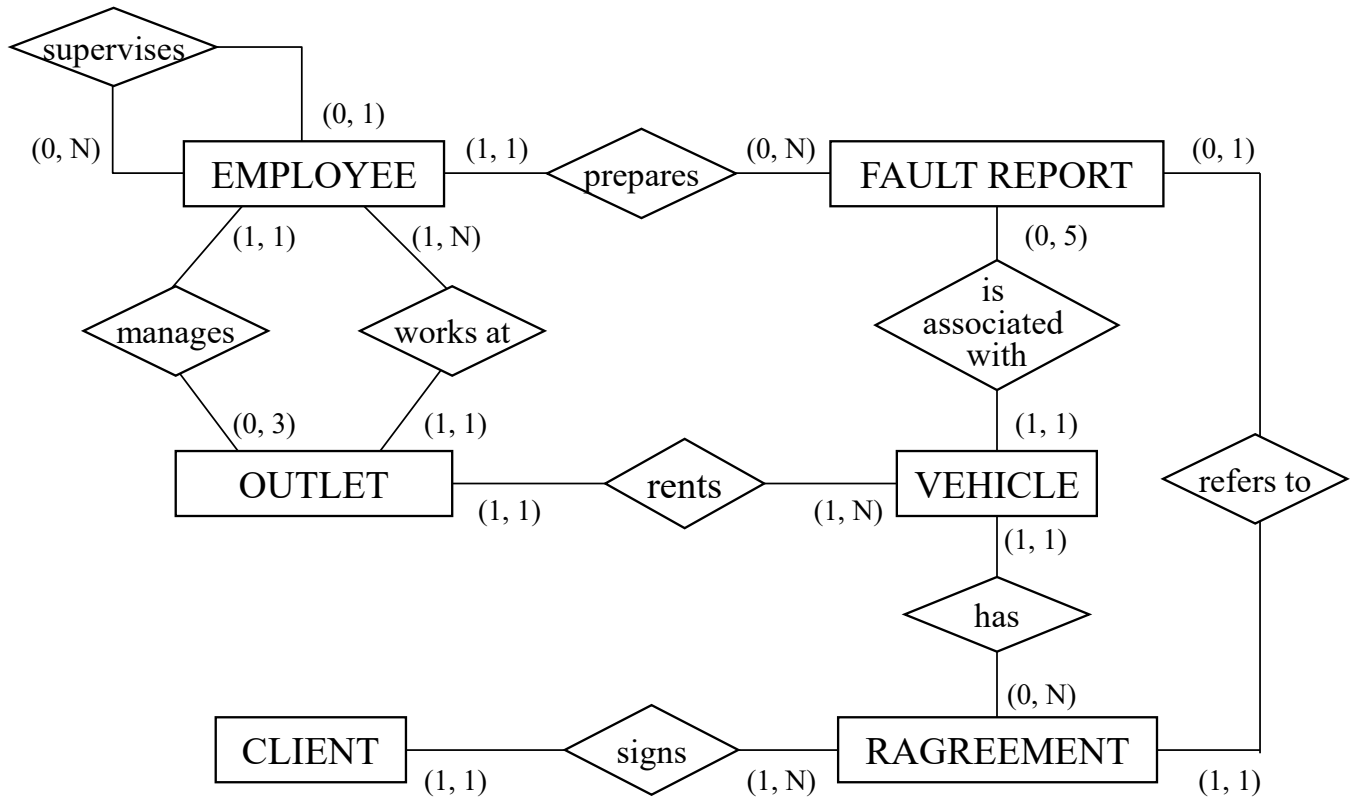 supervises
(0, 1)
(0, N)
EMPLOYEE
(1, 1)
prepares
(0, N)
FAULT REPORT
(0, 1)
(1, 1)
(1, N)
(0, 5)
manages
works at
is
associated
with
(0, 3)
(1, 1)
(1, 1)
OUTLET
(1, 1)
rents
(1, N)
VEHICLE
refers to
(1, 1)
has
(0, N)
CLIENT
(1, 1)
signs
(1, N)
RAGREEMENT
(1, 1)